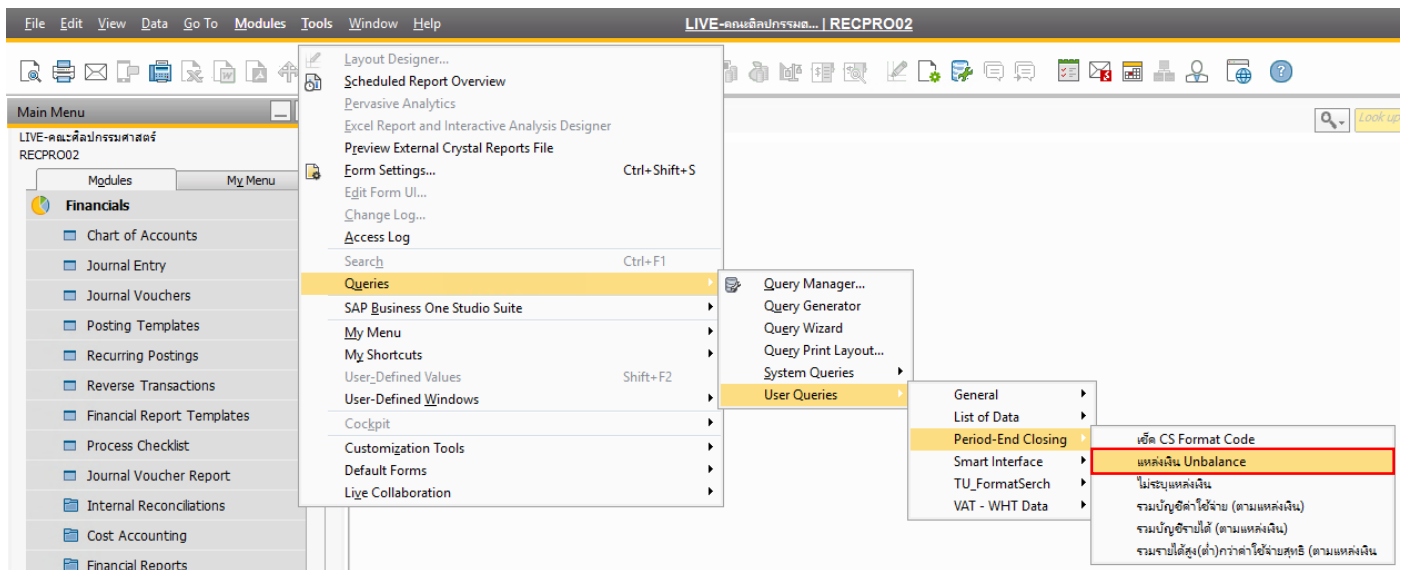 File Edit View Data Go To Modules Tools Window Help
LIVE-คณะศิลปกรรมศ... | RECPRO02
Main Menu
LIVE-คณะศิลปกรรมศาสตร์
RECPRO02
Modules My Menu
Financials
Chart of Accounts
Journal Entry
Journal Vouchers
Posting Templates
Recurring Postings
Reverse Transactions
Financial Report Templates
Process Checklist
Journal Voucher Report
Internal Reconciliations
Cost Accounting
Financial Reports
Layout Designer...
Scheduled Report Overview
Pervasive Analytics
Excel Report and Interactive Analysis Designer
Preview External Crystal Reports File
Form Settings... Ctrl+Shift+S
Edit Form UI...
Change Log...
Access Log
Search Ctrl+F1
Queries
SAP Business One Studio Suite
My Menu
My Shortcuts
User-Defined Values Shift+F2
User-Defined Windows
Cockpit
Customization Tools
Default Forms
Live Collaboration
Query Manager...
Query Generator
Query Wizard
Query Print Layout...
System Queries
User Queries
General
List of Data
Period-End Closing
Smart Interface
TU_FormatSerch
VAT - WHT Data
เช็ค CS Format Code
แหล่งเงิน Unbalance
ไม่ระบุแหล่งเงิน
รวมบัญชีค่าใช้จ่าย (ตามแหล่งเงิน)
รวมบัญชีรายได้ (ตามแหล่งเงิน)
รวมรายได้สูง(ต่ำ)กว่าค่าใช้จ่ายสุทธิ (ตามแหล่งเงิน
Look up